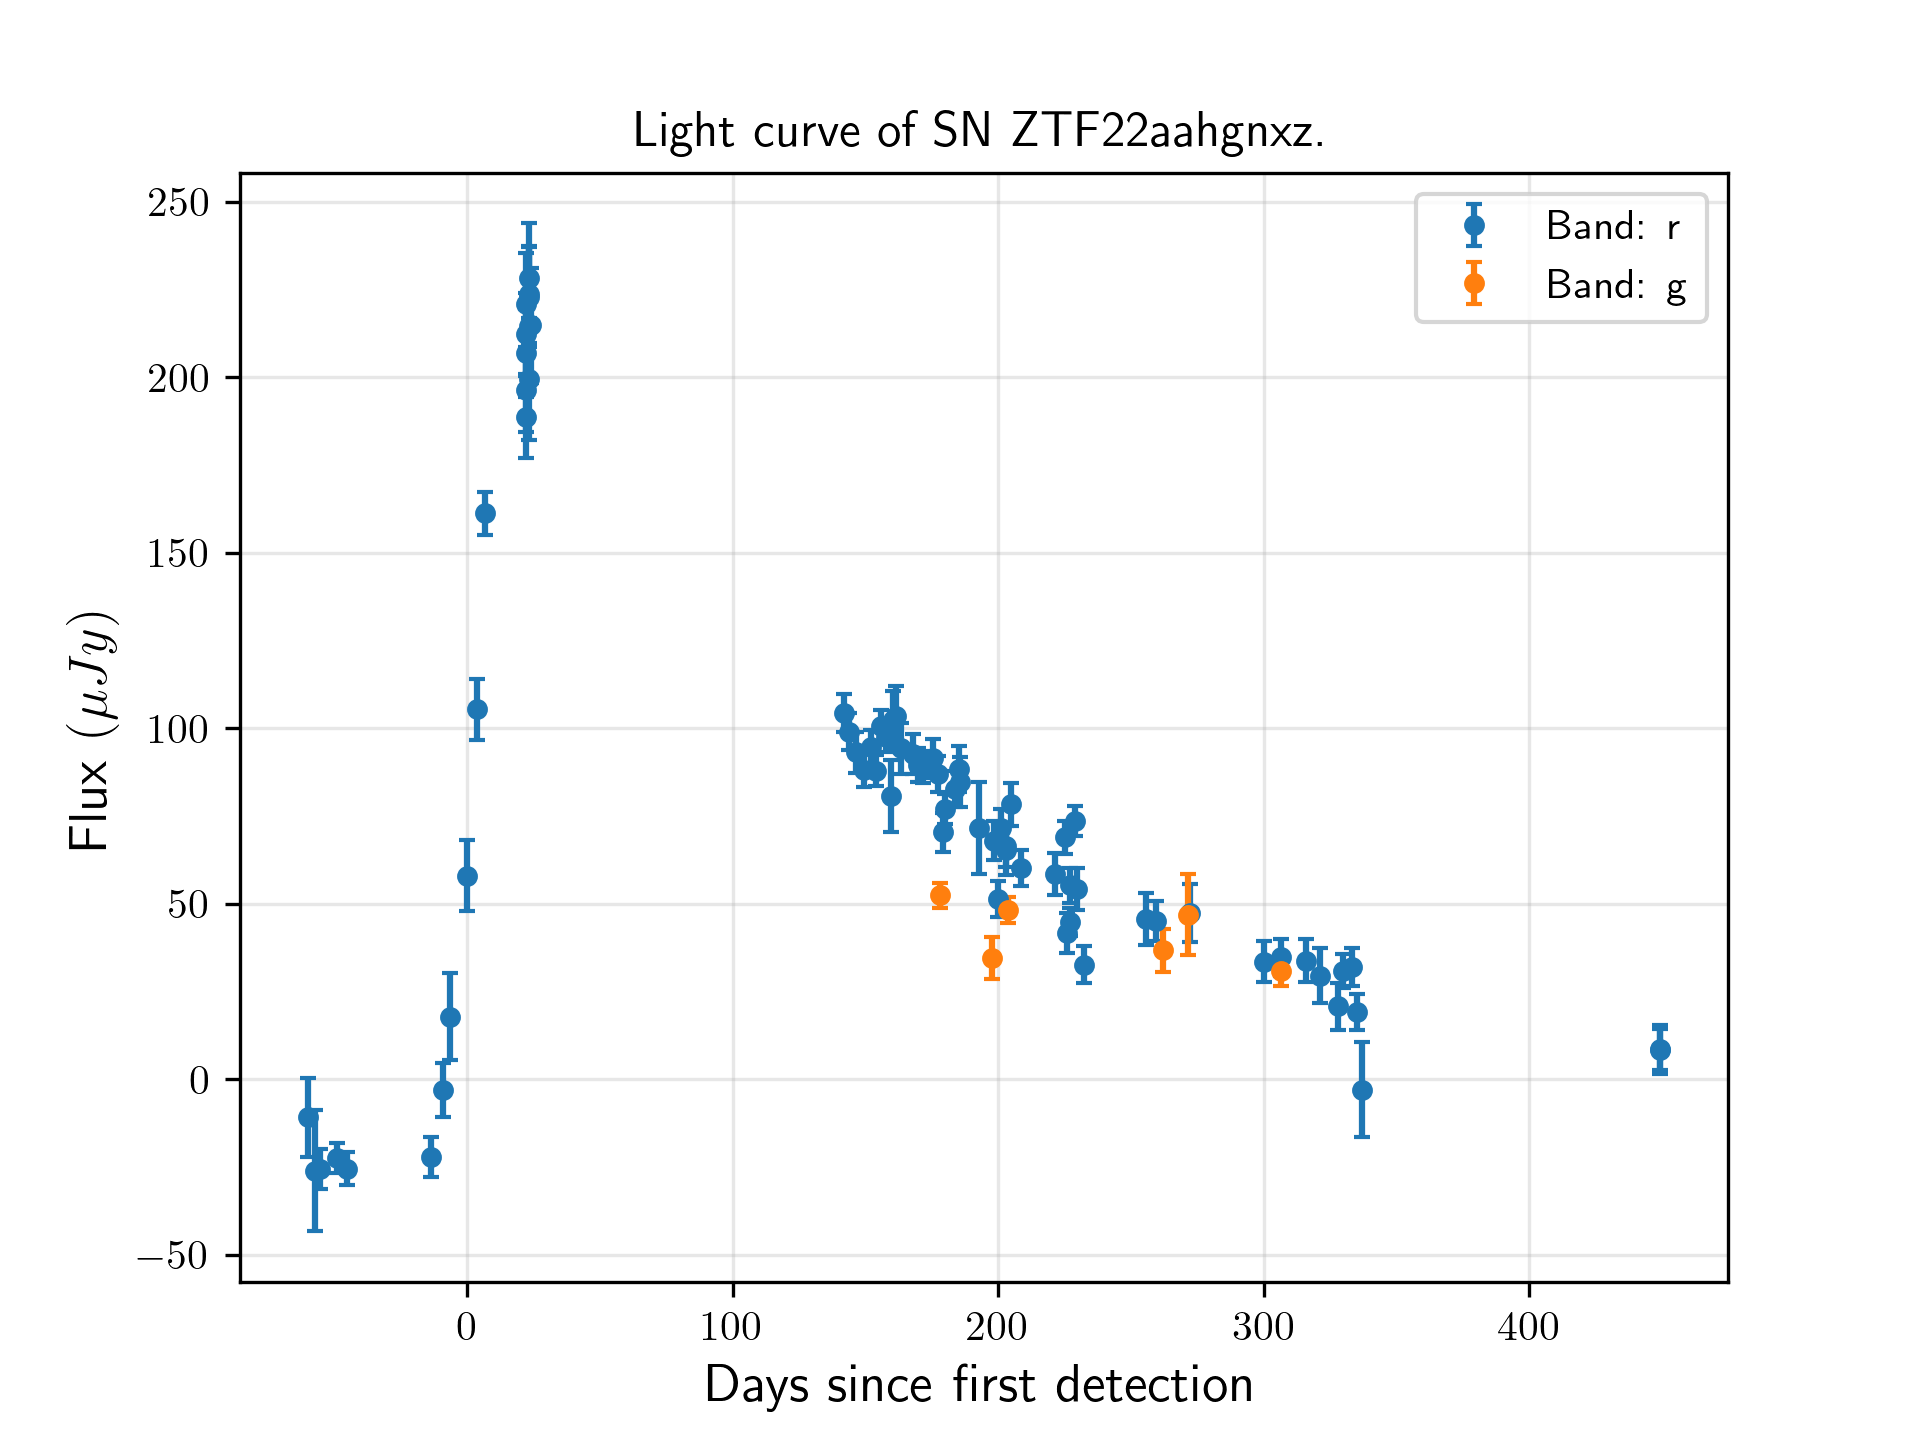 Light curve of SN ZTF22aahgnxz.
250
200
150
100
50
0
−50
Flux (μJy)
Band: r
Band: g
0 100 200 300 400
Days since first detection